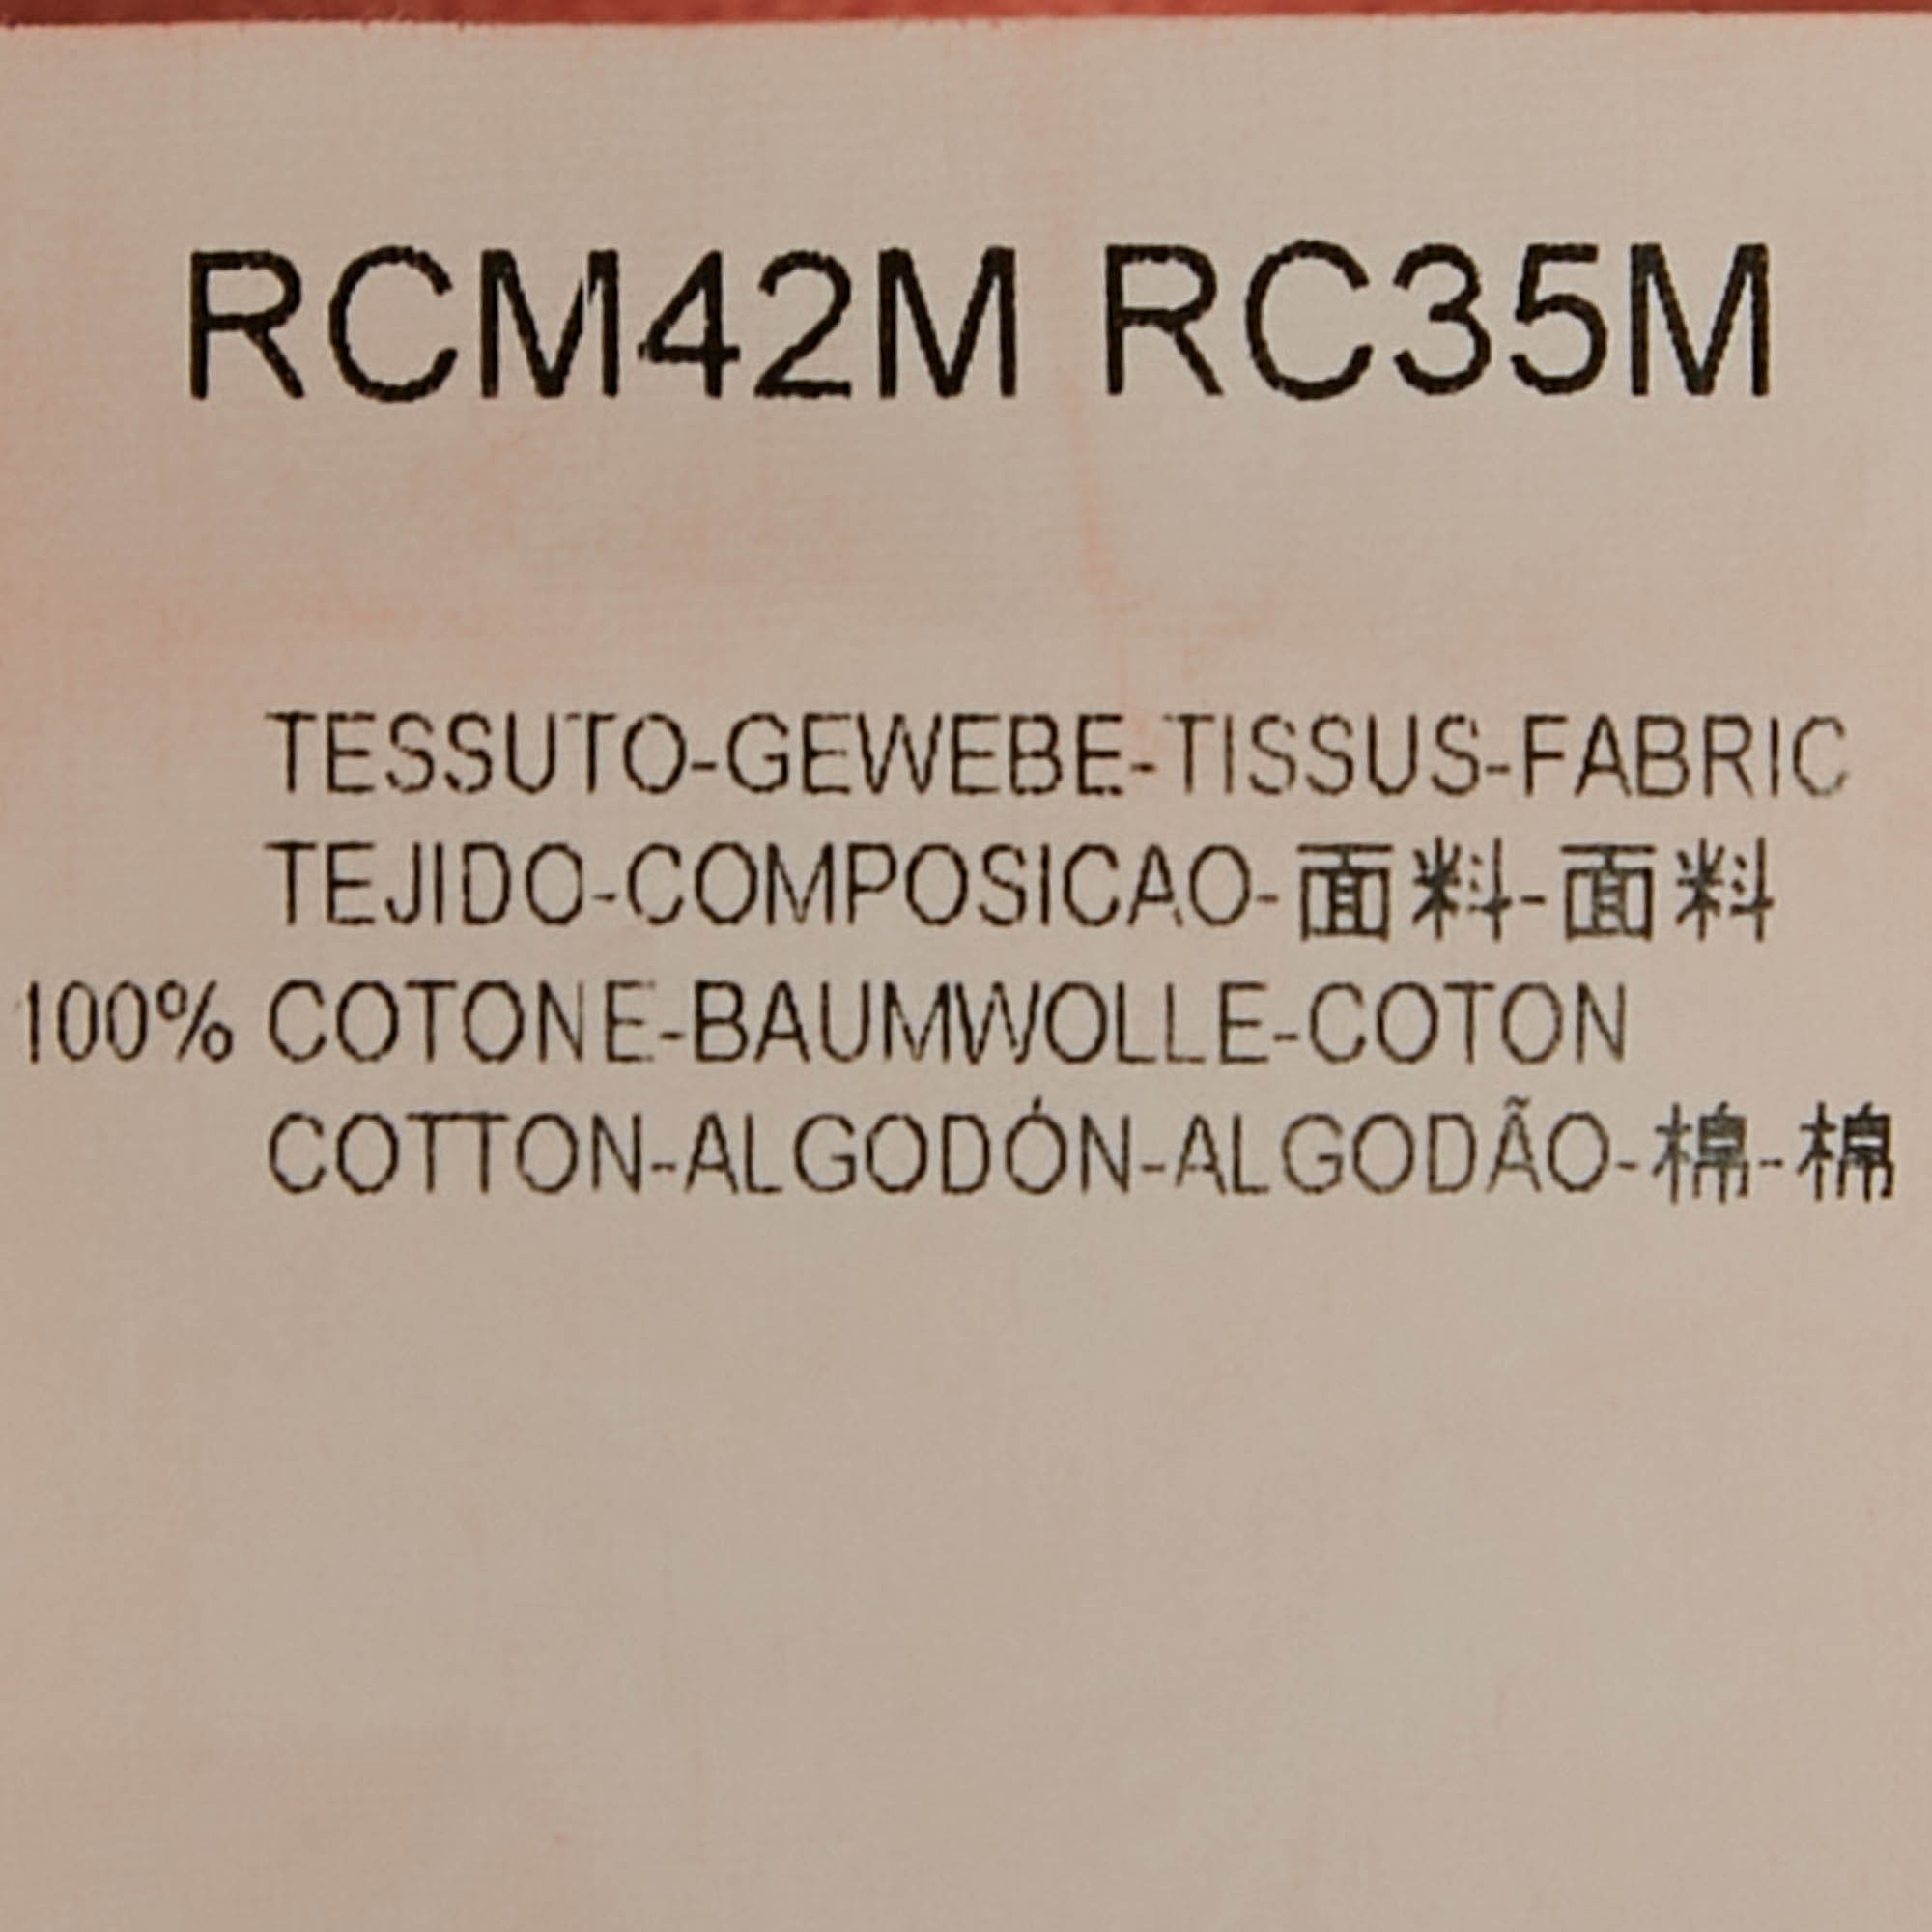 RCM42M RC35M
TESSUTO-GEWEBE-TISSUS-FABRIC
TEJIDO-COMPOSICAO-面料-面料
100% COTONE-BAUMWOLLE-COTON
COTTON-ALGODÓN-ALGODÃO-棉-棉